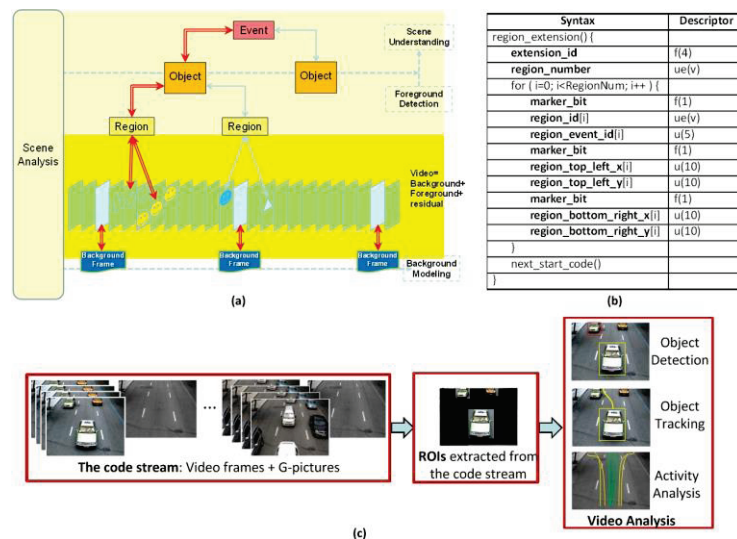 Scene
Analysis
Event
Object
Object
Region
Region
Scene
Understanding
Foreground
Detection
Video=
Background+
Foreground+
residual
Background
Frame
Background
Frame
Background
Frame
Background
Modeling
(a)
Syntax Descriptor
region_extension() {
extension_id f(4)
region_number ue(v)
for ( i=0; i<RegionNum; i++ ) {
marker_bit f(1)
region_id[i] ue(v)
region_event_id[i] u(5)
marker_bit f(1)
region_top_left_x[i] u(10)
region_top_left_y[i] u(10)
marker_bit f(1)
region_bottom_right_x[i] u(10)
region_bottom_right_y[i] u(10)
}
next_start_code()
}
(b)
...
The code stream: Video frames + G-pictures
ROIs extracted from
the code stream
Object
Detection
Object
Tracking
Activity
Analysis
Video Analysis
(c)